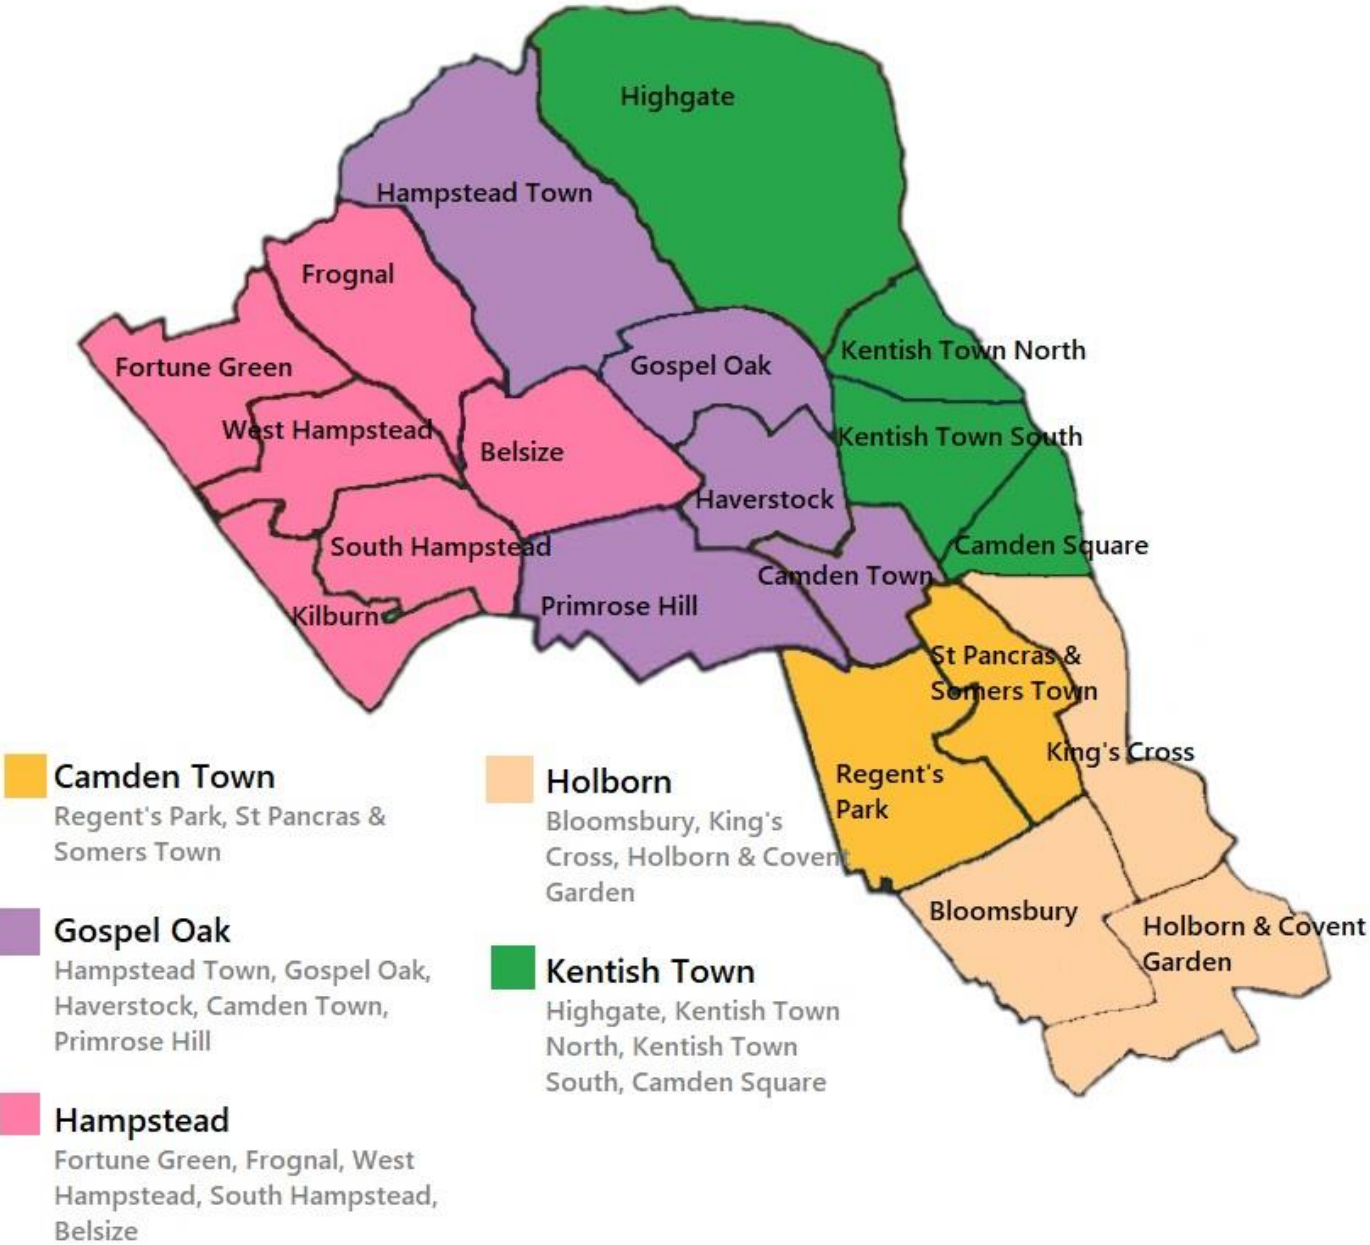 Highgate
Hampstead Town
Frognal
Kentish Town North
Fortune Green
Gospel Oak
West Hampstead
Kentish Town South
Belsize
Haverstock
South Hampstead
Camden Square
Camden Town
Kilburn
Primrose Hill
St Pancras &
Somers Town
King's Cross
Regent's
Park
Bloomsbury
Holborn & Covent
Garden
Camden Town
Regent's Park, St Pancras &
Somers Town
Gospel Oak
Hampstead Town, Gospel Oak,
Haverstock, Camden Town,
Primrose Hill
Hampstead
Fortune Green, Frognal, West
Hampstead, South Hampstead,
Belsize
Holborn
Bloomsbury, King's
Cross, Holborn & Covent
Garden
Kentish Town
Highgate, Kentish Town
North, Kentish Town
South, Camden Square